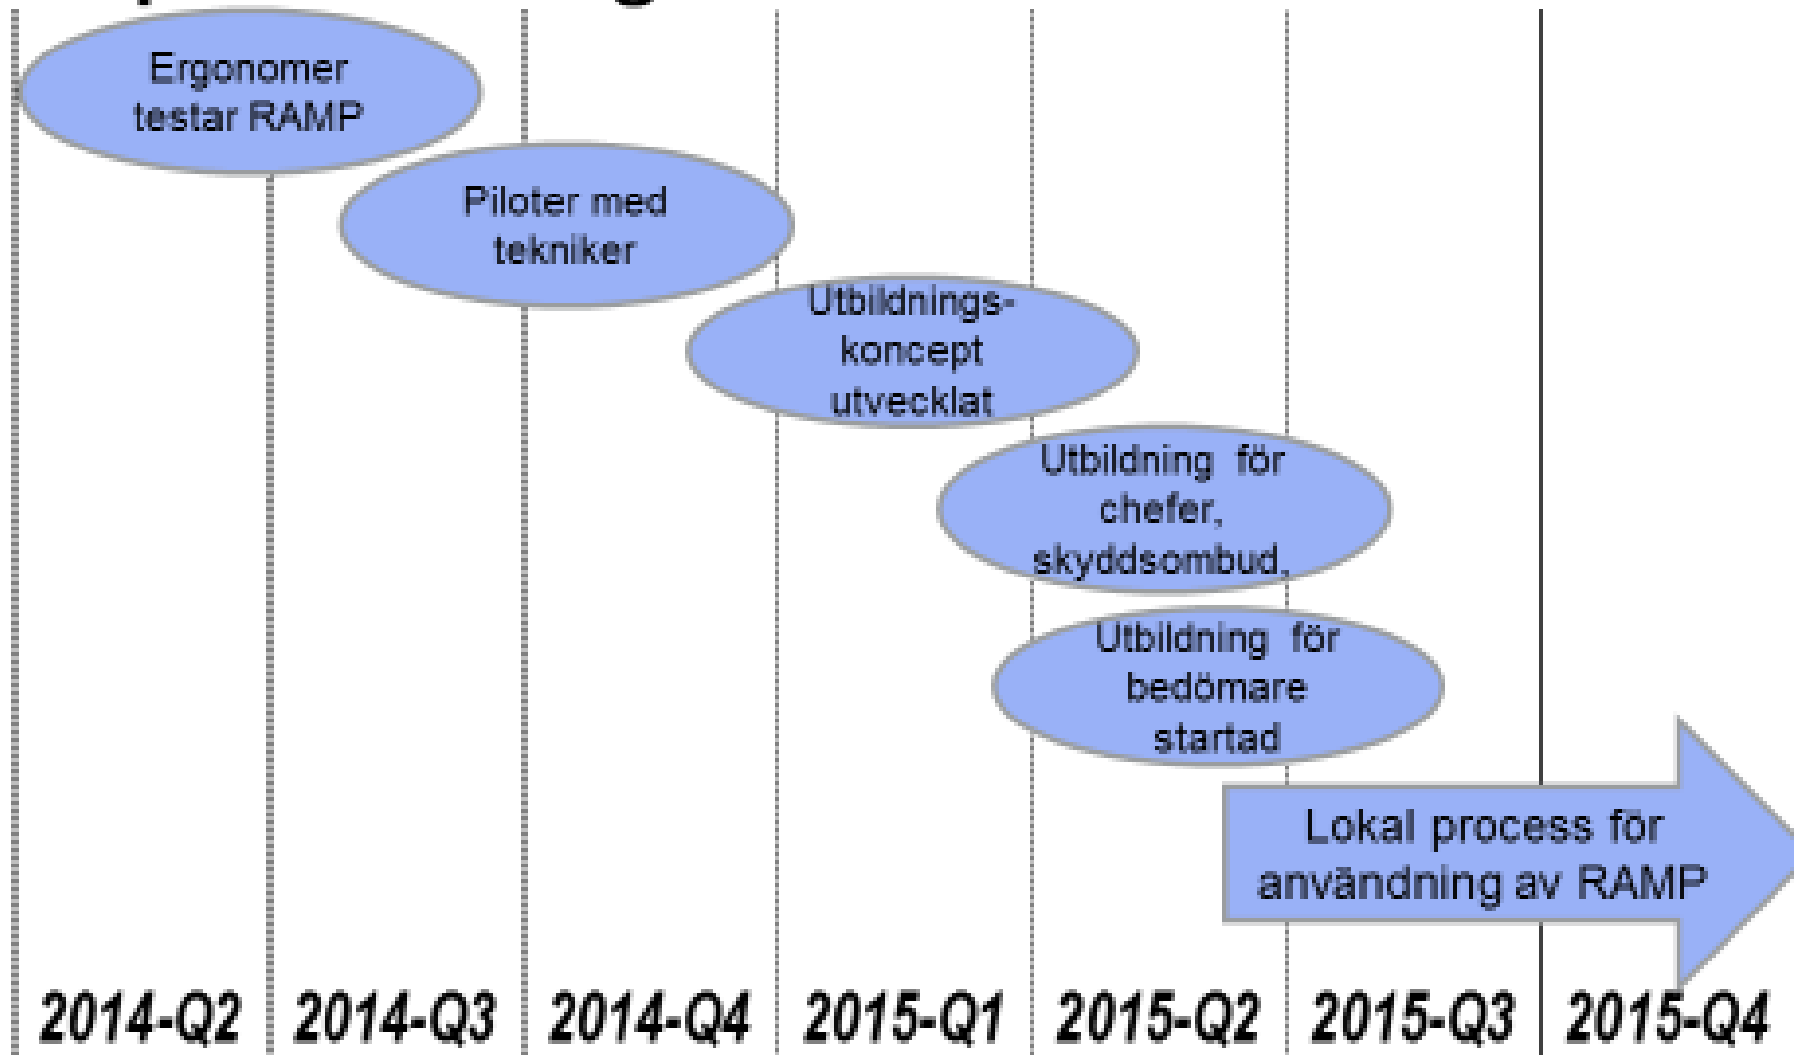 Ergonomer
testar RAMP
Piloter med
tekniker
Utbildnings-
koncept
utvecklat
Utbildning för
chefer,
skyddsombud,
Utbildning för
bedömare
startad
Lokal process för
användning av RAMP
2014-Q2 2014-Q3 2014-Q4 2015-Q1 2015-Q2 2015-Q3 2015-Q4